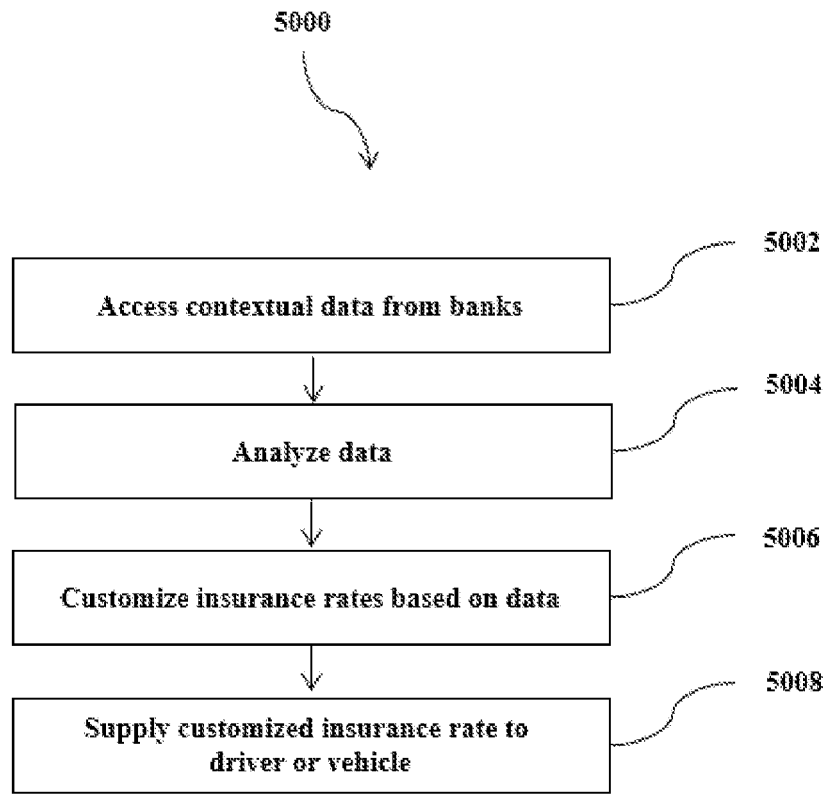 5000
5002
Access contextual data from banks
5004
Analyze data
5006
Customize insurance rates based on data
5008
Supply customized insurance rate to
driver or vehicle